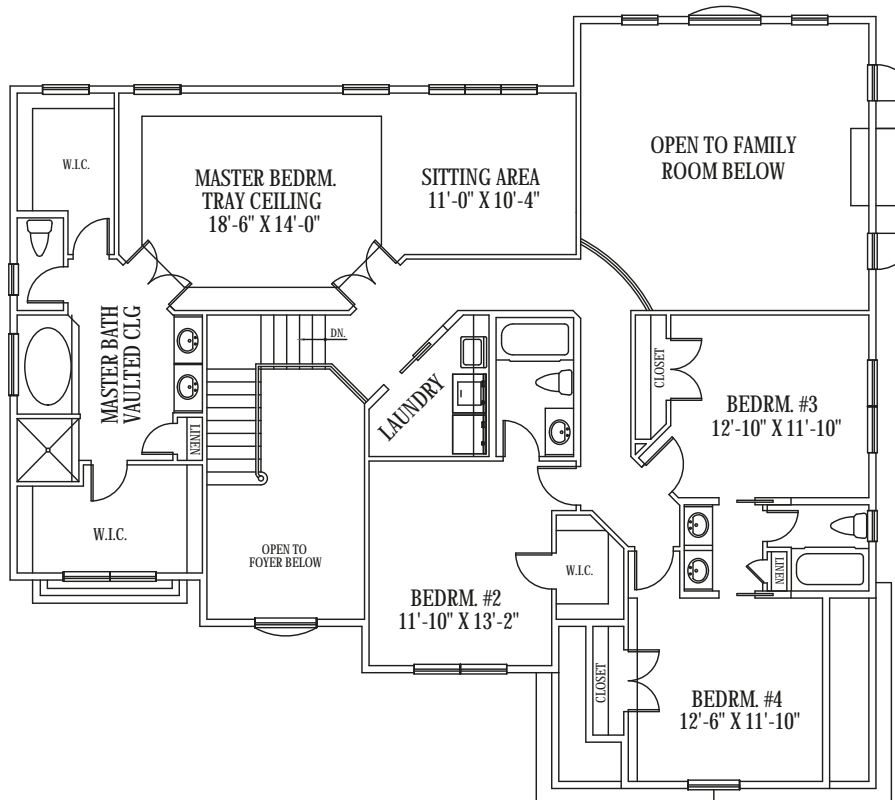 OPEN TO FAMILY
ROOM BELOW
W.I.C.
MASTER BEDRM.
TRAY CEILING
18'-6" X 14'-0"
SITTING AREA
11'-0" X 10'-4"
MASTER BATH
VAULTED CLG
DN.
LAUNDRY
CLOSET
BEDRM. #3
12'-10" X 11'-10"
LINEN
W.I.C.
OPEN TO
FOYER BELOW
BEDRM. #2
11'-10" X 13'-2"
W.I.C.
LINEN
CLOSET
BEDRM. #4
12'-6" X 11'-10"